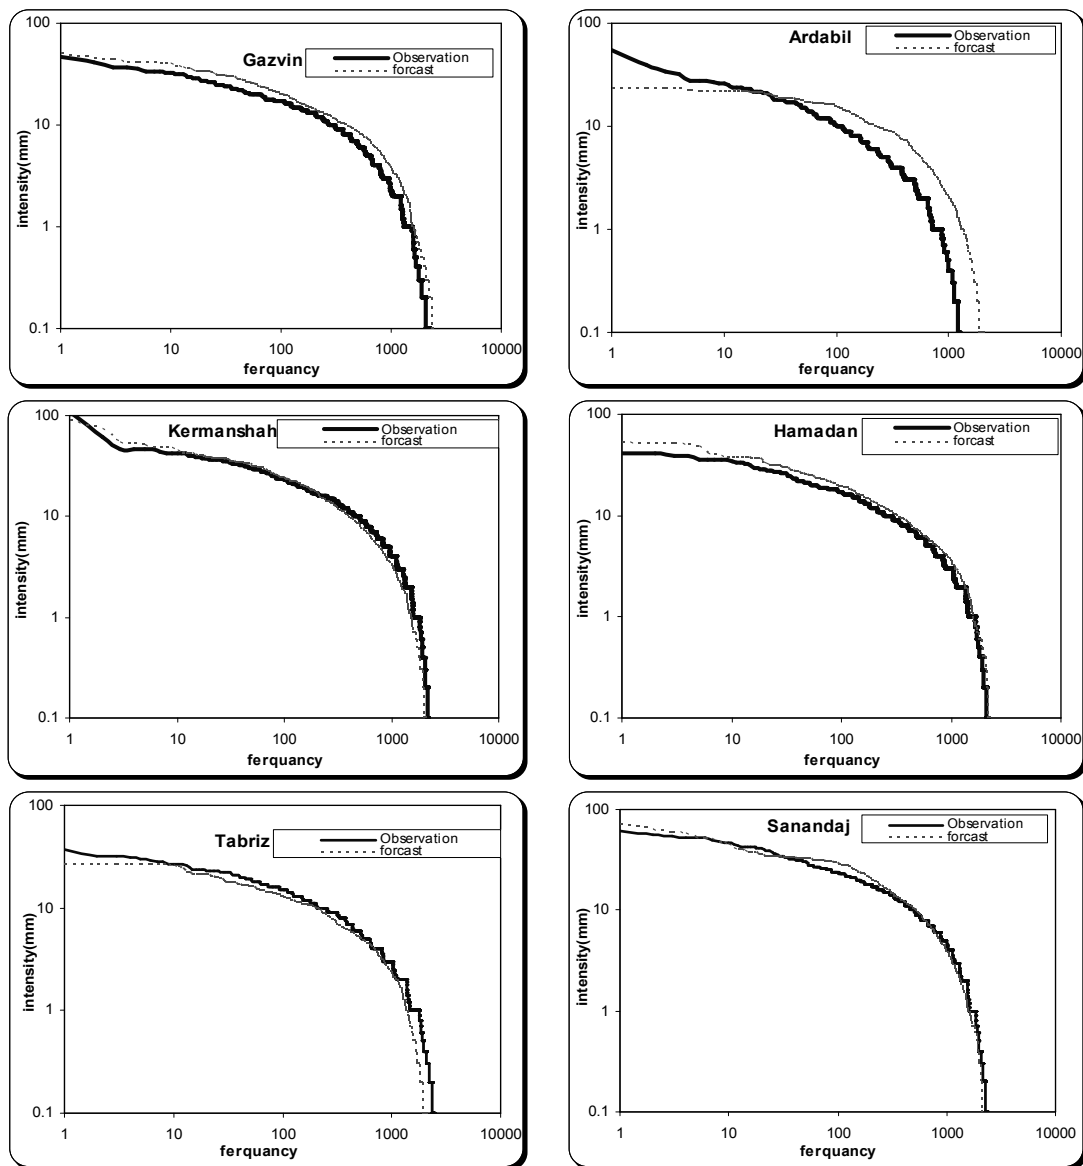 100
10
1
0.1
intensity(mm)
Gazvin
Observation
forcast
1 10 100 1000 10000
ferquancy
100
10
1
0.1
intensity(mm)
Ardabil
Observation
forcast
1 10 100 1000 10000
ferquancy
100
10
1
0.1
intensity(mm)
Kermanshah
Observation
forcast
1 10 100 1000 10000
ferquancy
100
10
1
0.1
intensity(mm)
Hamadan
Observation
forcast
1 10 100 1000 10000
ferquancy
100
10
1
0.1
intensity(mm)
Tabriz
Observation
forcast
1 10 100 1000 10000
ferquancy
100
10
1
0.1
intensity(mm)
Sanandaj
Observation
forcast
1 10 100 1000 10000
ferquancy